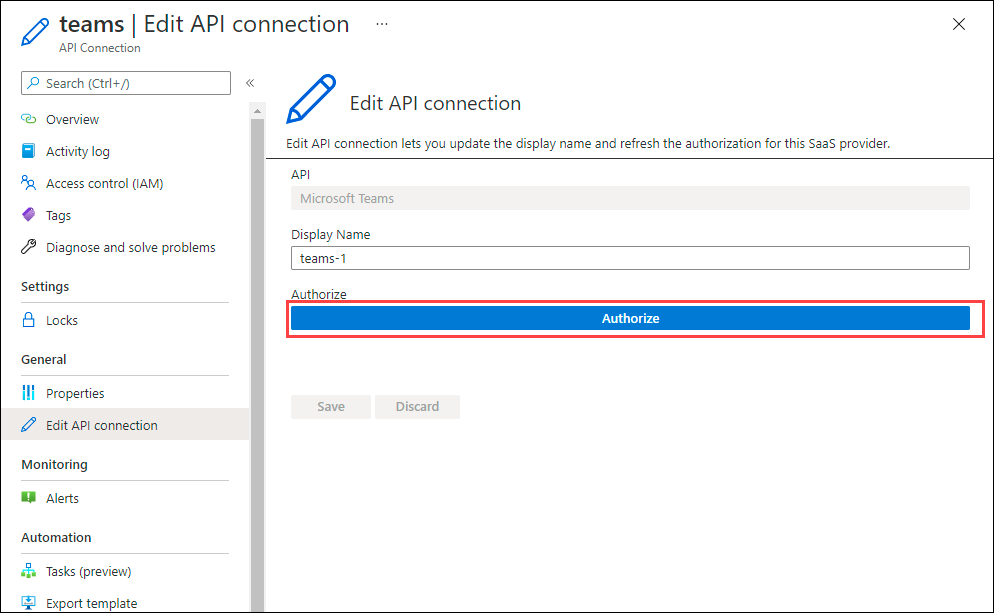 teams | Edit API connection ...
API Connection
Search (Ctrl+/)
«
Overview
Activity log
Access control (IAM)
Tags
Diagnose and solve problems
Settings
Locks
General
Properties
Edit API connection
Monitoring
Alerts
Automation
Tasks (preview)
Export template
Edit API connection
Edit API connection lets you update the display name and refresh the authorization for this SaaS provider.
API
Microsoft Teams
Display Name
teams-1
Authorize
Authorize
Save Discard